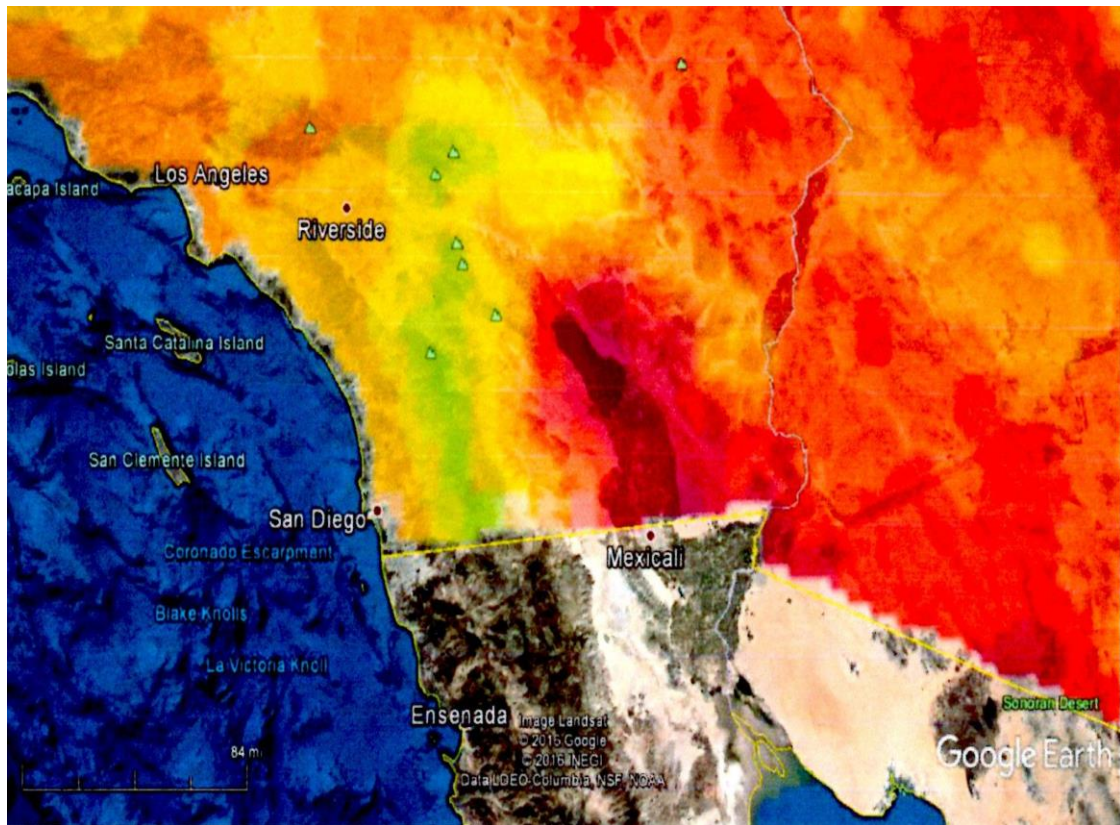 Los Angeles
acapa Island
Riverside
Santa Catalina Island
olas Island
San Clemente Island
San Diego
Coronado Escarpment
Mexicali
Blake Knolls
La Victoria Knoll
Ensenada
Image Landsat
© 2016 Google
© 2016 INEGI
Data LDEO-Columbia, NSF, NOAA
Sonoran Desert
84 mi
Google Earth